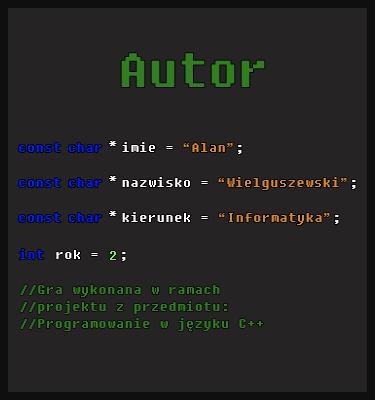 Autor
const char * imie = “Alan”;
const char * nazwisko = “Wielguszewski”;
const char * kierunek = “Informatyka”;
int rok = 2;
//Gra wykonana w ramach
//projektu z przedmiotu:
//Programowanie w języku C++